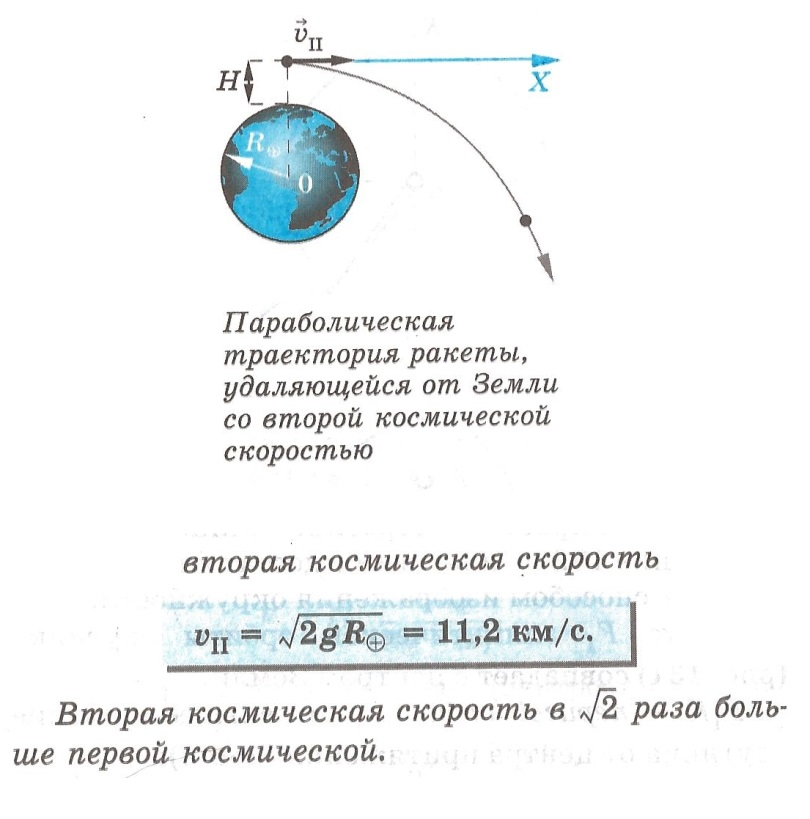 v⃗II
H
X
R⊕
0
Параболическая
траектория ракеты,
удаляющейся от Земли
со второй космической
скоростью
вторая космическая скорость
vII = √2gR⊕ = 11,2 км/с.
Вторая космическая скорость в √2 раза боль-
ше первой космической.